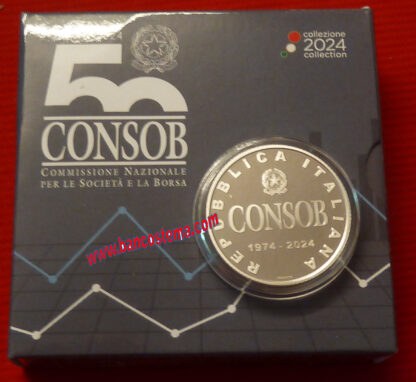 50
CONSOB
COMMISSIONE NAZIONALE
PER LE SOCIETÀ E LA BORSA
collezione
2024
collection
REPUBBLICA ITALIANA
CONSOB
1974 - 2024
www.bancosferra.com